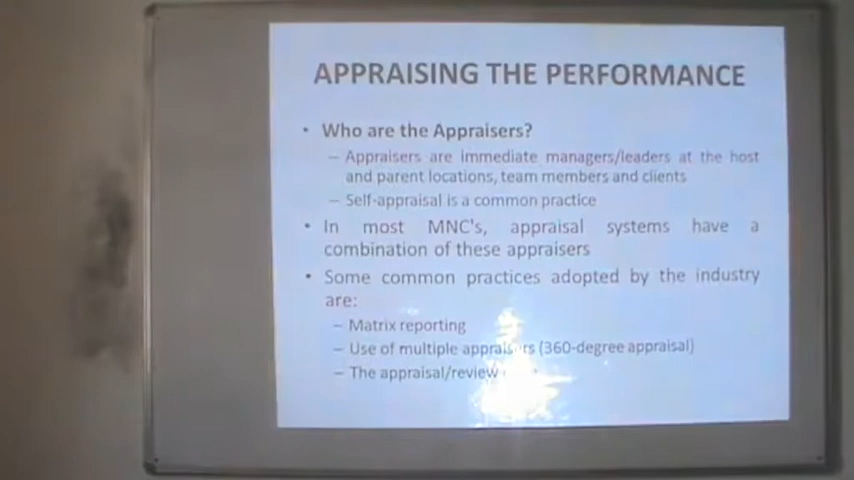 APPRAISING THE PERFORMANCE
• Who are the Appraisers?
– Appraisers are immediate managers/leaders at the host
and parent locations, team members and clients
– Self-appraisal is a common practice
• In most MNC's, appraisal systems have a
combination of these appraisers
• Some common practices adopted by the industry
are:
– Matrix reporting
– Use of multiple appraisers (360-degree appraisal)
– The appraisal/review